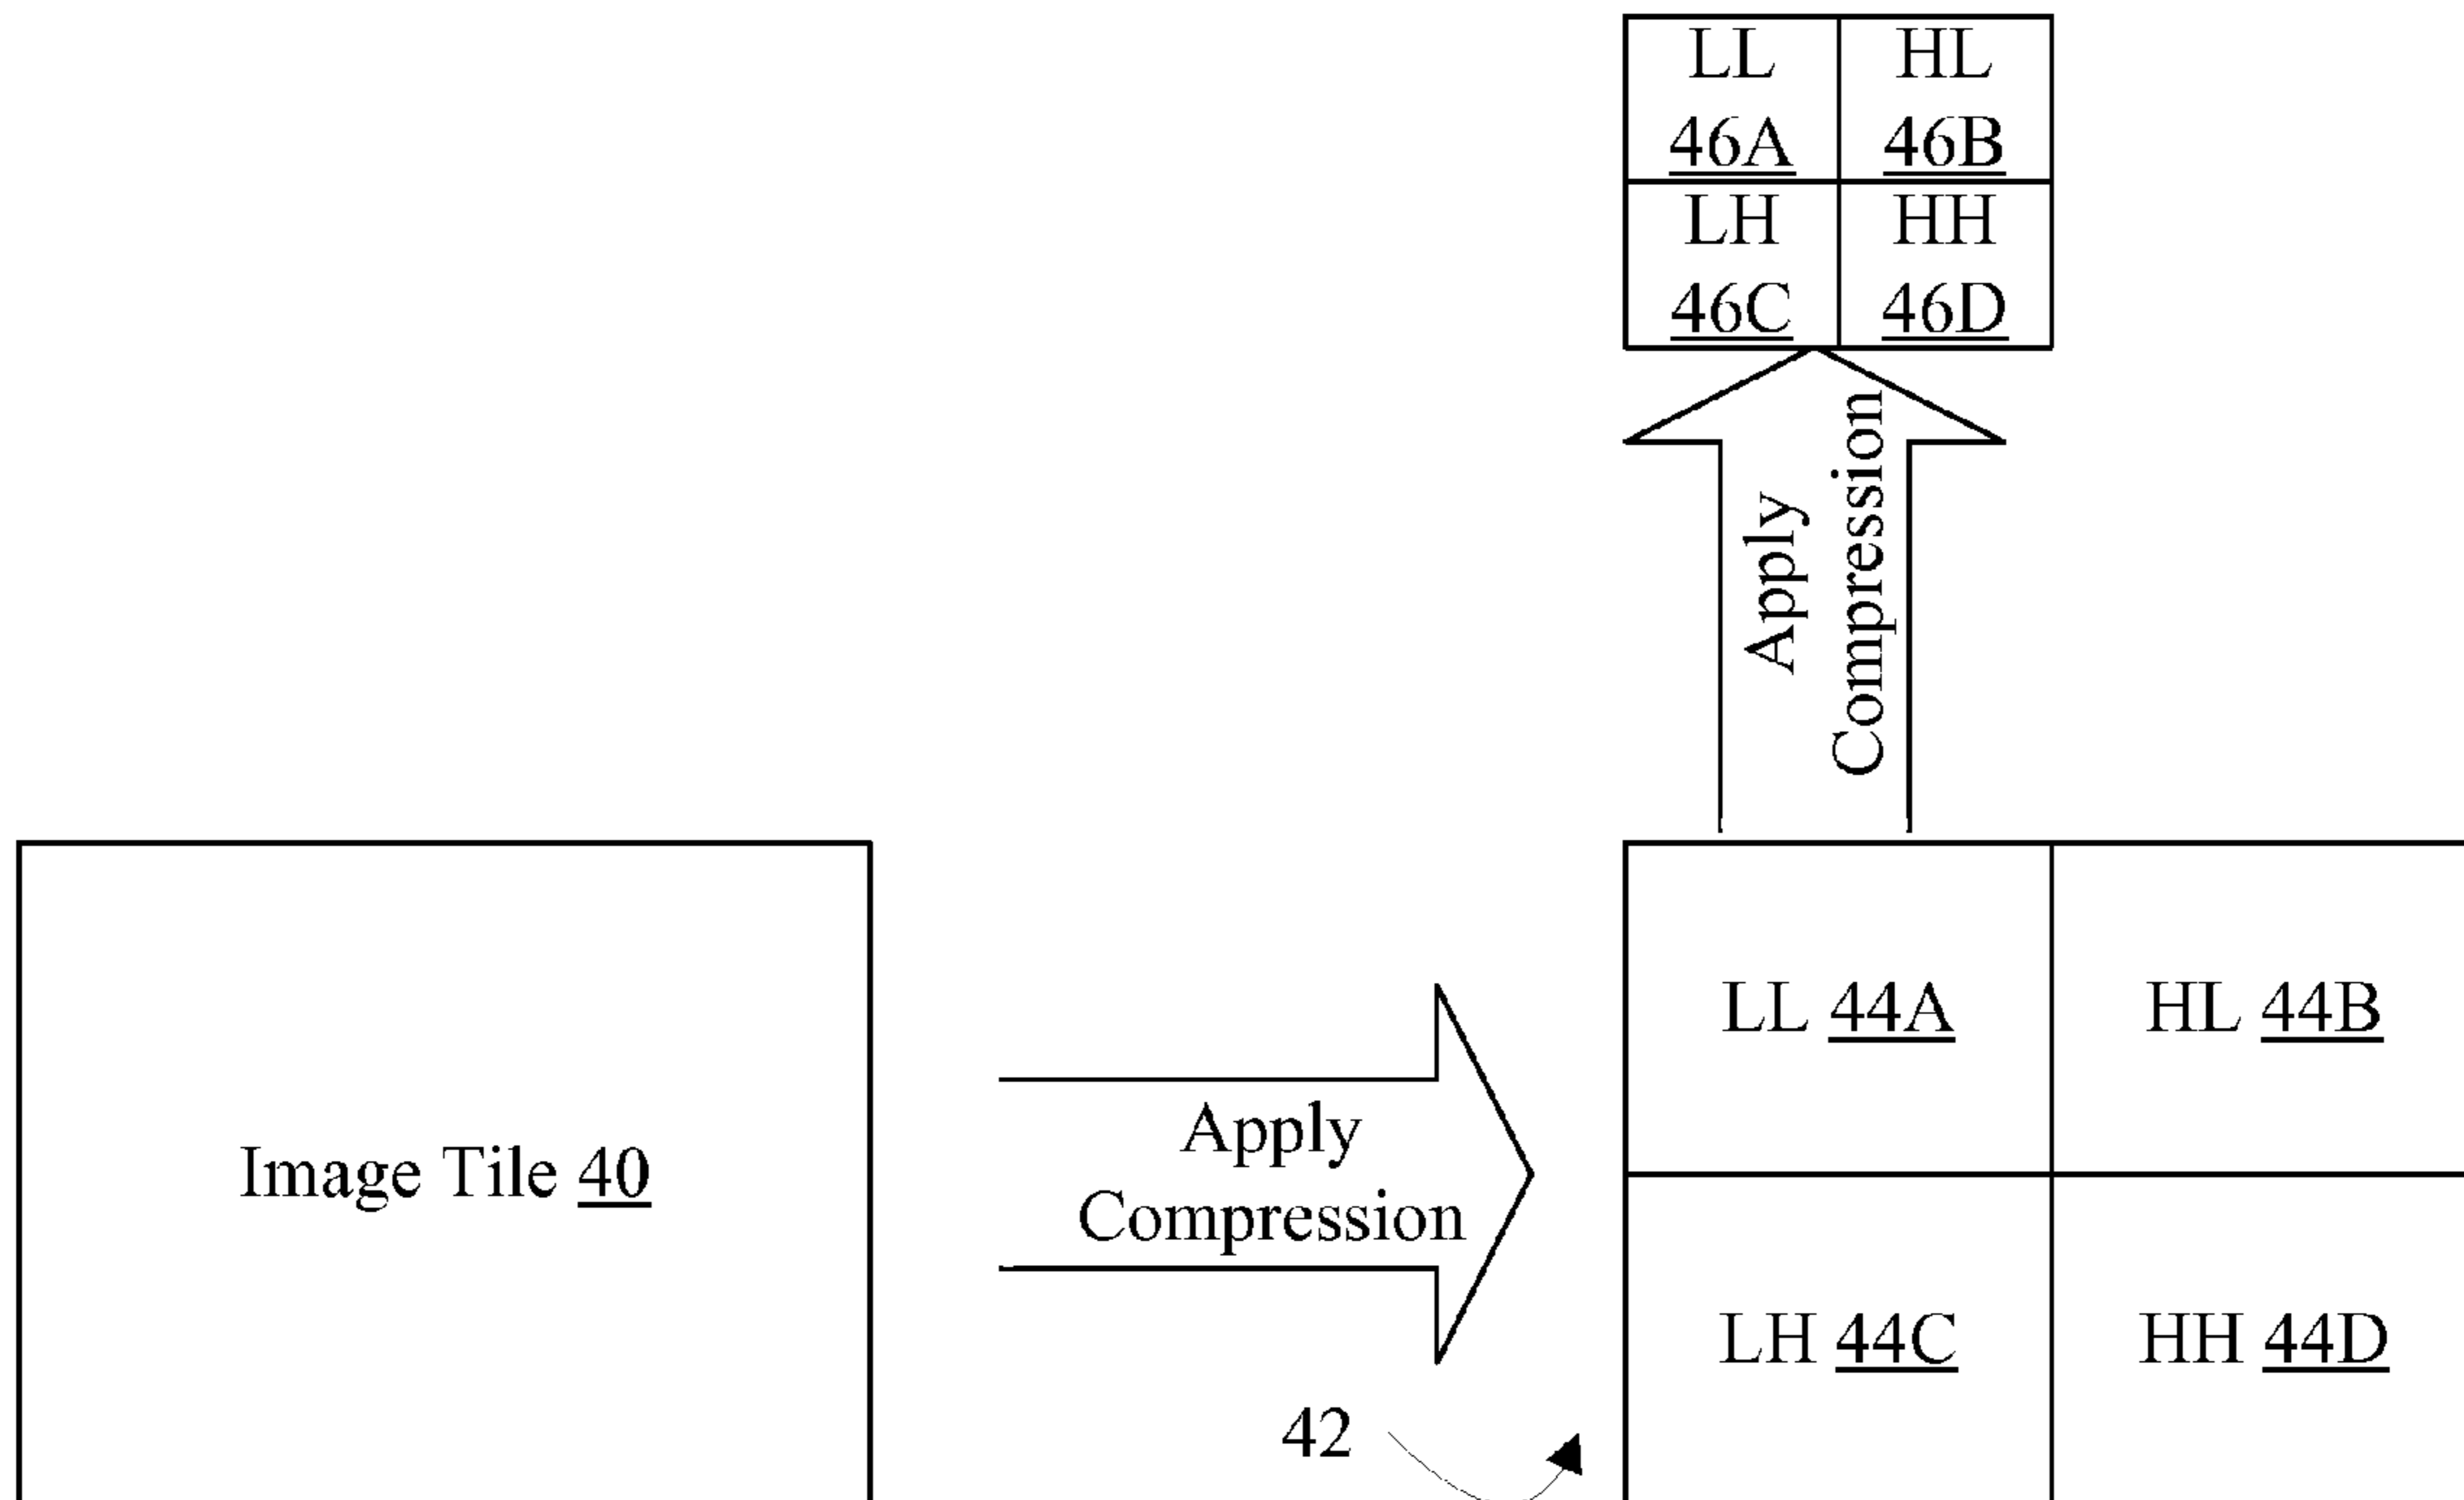 LL
46A
HL
46B
LH
46C
HH
46D
Apply
Compression
Image Tile 40
Apply
Compression
LL 44A
HL 44B
LH 44C
HH 44D
42